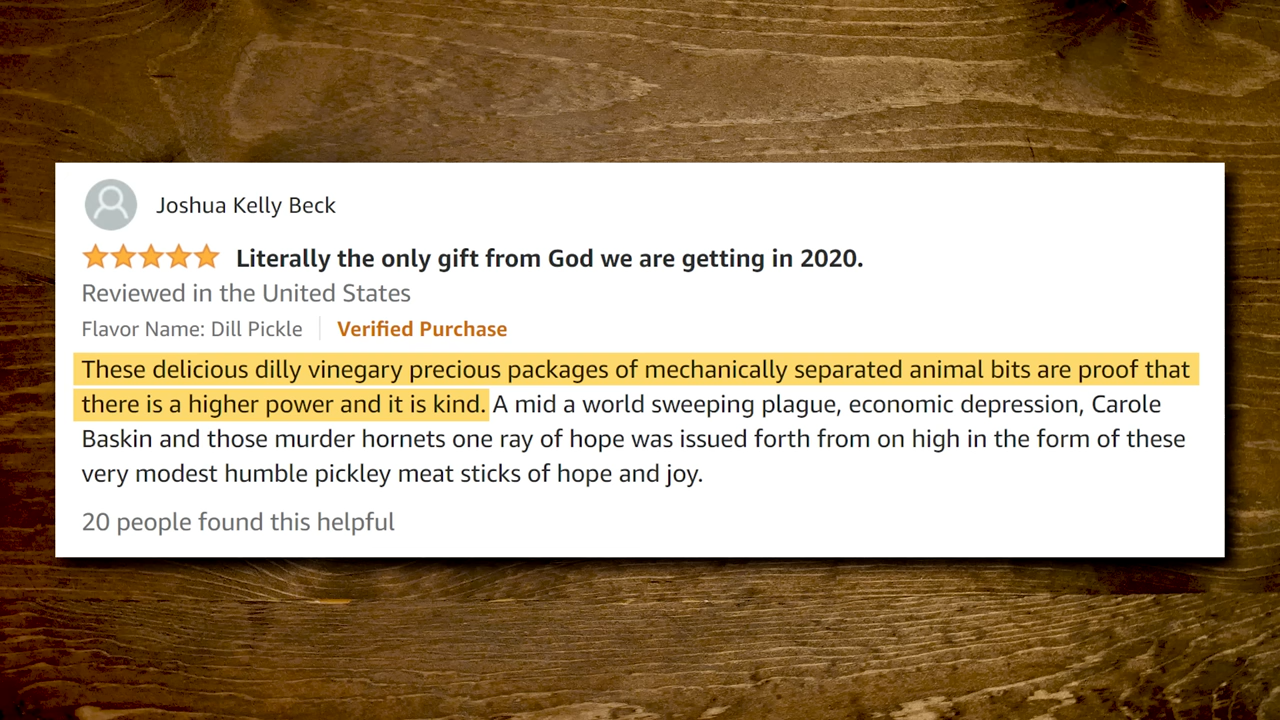 Joshua Kelly Beck
Literally the only gift from God we are getting in 2020.
Reviewed in the United States
Flavor Name: Dill Pickle Verified Purchase
These delicious dilly vinegary precious packages of mechanically separated animal bits are proof that
there is a higher power and it is kind. A mid a world sweeping plague, economic depression, Carole
Baskin and those murder hornets one ray of hope was issued forth from on high in the form of these
very modest humble pickley meat sticks of hope and joy.
20 people found this helpful